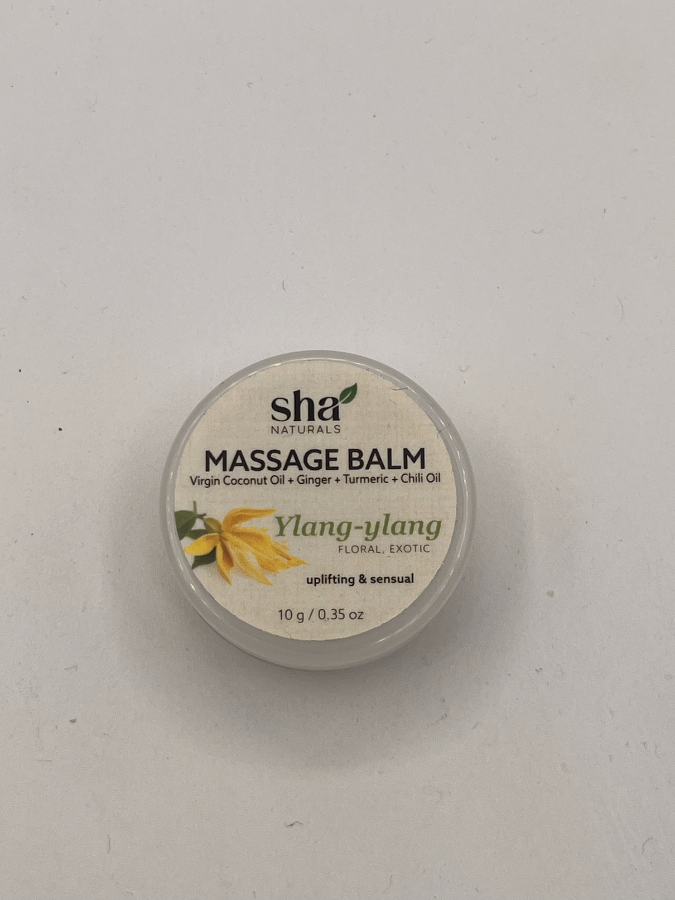 sha
NATURALS
MASSAGE BALM
Virgin Coconut Oil + Ginger + Turmeric + Chili Oil
Ylang-ylang
FLORAL, EXOTIC
uplifting & sensual
10 g / 0.35 oz